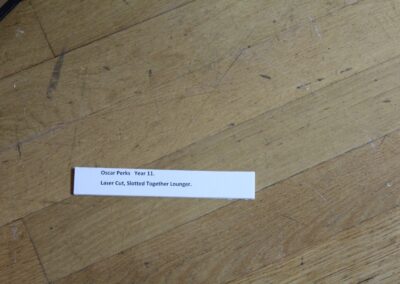 Oscar Perks Year 11.
Laser Cut, Slotted Together Lounger.